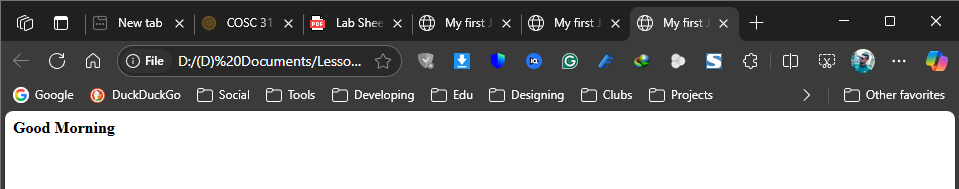 New tab
COSC 31
Lab Shee
My first J
My first J
My first J
File
D:/(D)%20Documents/Lesso...
Google
DuckDuckGo
Social
Tools
Developing
Edu
Designing
Clubs
Projects
Other favorites
Good Morning